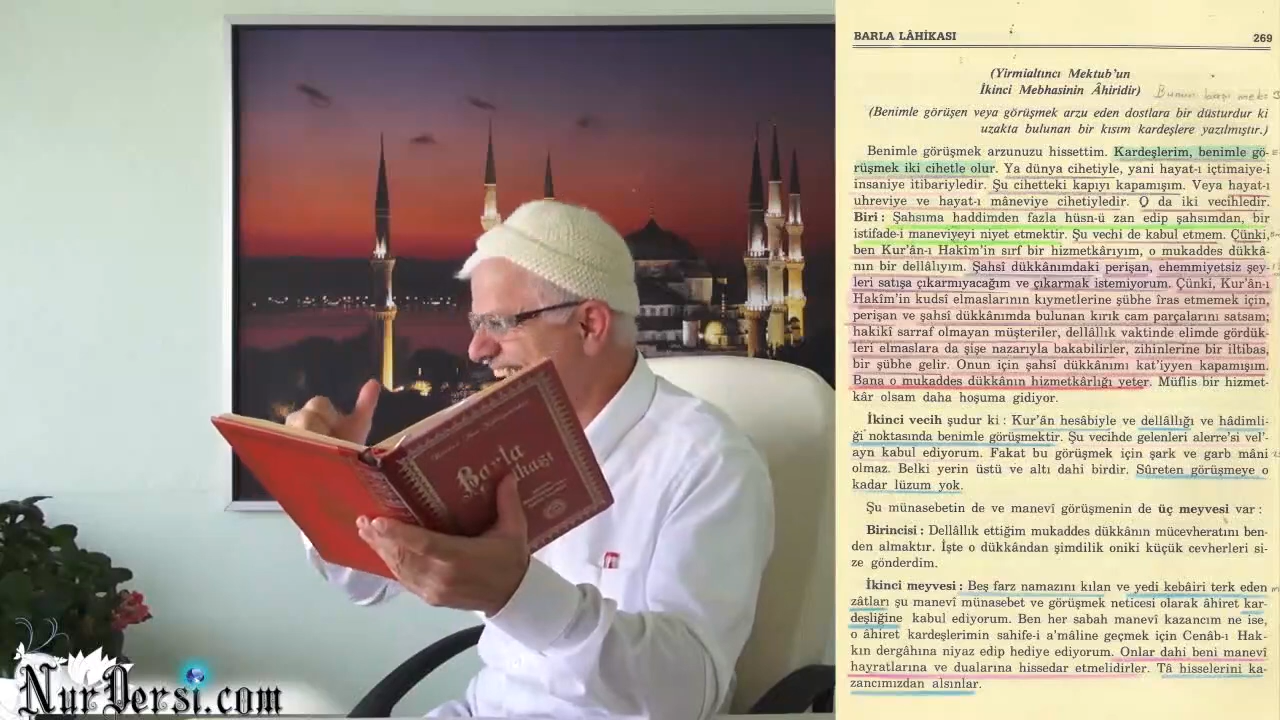 BARLA LÂHİKASI 269
(Yirmialtıncı Mektub'un
İkinci Mebhasinin Âhiridir)
(Benimle görüşen veya görüşmek arzu eden dostlara bir düsturdur ki
uzakta bulunan bir kısım kardeşlere yazılmıştır.)
Benimle görüşmek arzunuzu hissettim. Kardeşlerim, benimle gö-
rüşmek iki cihetle olur. Ya dünya cihetiyle, yani hayat-ı içtimaiye-i
insaniye itibariyledir. Şu cihetteki kapıyı kapamışım. Veya hayat-ı
uhreviye ve hayat-ı mâneviye cihetiyledir. O da iki vecihledir.
Biri : Şahsıma haddimden fazla hüsn-ü zan edip şahsımdan, bir
istifade-i maneviyeyi niyet etmektir. Şu vechi de kabul etmem. Çünki,
ben Kur'ân-ı Hakîm'in sırf bir hizmetkârıyım, o mukaddes dükkâ-
nın bir dellâlıyım. Şahsî dükkânımdaki perişan, ehemmiyetsiz şey-
leri satışa çıkarmıyacağım ve çıkarmak istemiyorum. Çünki, Kur'ân-ı
Hakîm'in kudsî elmaslarının kıymetlerine şübhe îras etmemek için,
perişan ve şahsî dükkânımda bulunan kırık cam parçalarını satsam;
hakikî sarraf olmayan müşteriler, dellâllık vaktinde elimde gördük-
leri elmaslara da şişe nazarıyla bakabilirler, zihinlerine bir iltibas,
bir şübhe gelir. Onun için şahsî dükkânımı kat'iyyen kapamışım.
Bana o mukaddes dükkânın hizmetkârlığı yeter. Müflis bir hizmet-
kâr olsam daha hoşuma gidiyor.
İkinci vecih şudur ki : Kur'ân hesâbiyle ve dellâllığı ve hâdimli-
ği noktasında benimle görüşmektir. Şu vecihde gelenleri alerre'si vel'-
ayn kabul ediyorum. Fakat bu görüşmek için şark ve garb mâni
olmaz. Belki yerin üstü ve altı dahi birdir. Sûreten görüşmeye o
kadar lüzum yok.
Şu münasebetin de ve manevî görüşmenin de üç meyvesi var :
Birincisi : Dellâllık ettiğim mukaddes dükkânın mücevheratını ben-
den almaktır. İşte o dükkândan şimdilik oniki küçük cevherleri si-
ze gönderdim.
İkinci meyvesi : Beş farz namazını kılan ve yedi kebâiri terk eden
zâtları şu manevî münasebet ve görüşmek neticesi olarak âhiret kar-
deşliğine kabul ediyorum. Ben her sabah manevî kazancım ne ise,
o âhiret kardeşlerimin sahife-i a'mâline geçmek için Cenâb-ı Hak-
kın dergâhına niyaz edip hediye ediyorum. Onlar dahi beni manevî
hayratlarına ve dualarına hissedar etmelidirler. Tâ hisselerini ka-
zancımızdan alsınlar.
Barla
NurDersi.com